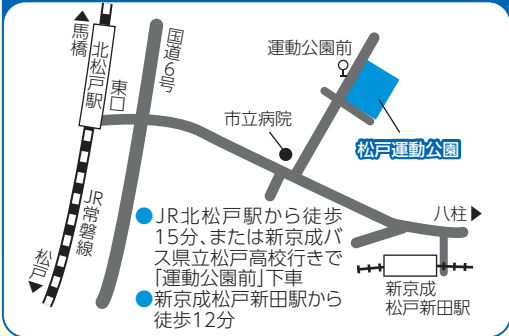 ▲馬橋
北松戸駅
東口
国道6号
運動公園前
市立病院
松戸運動公園
八柱▶
JR常磐線
松戸▼
●JR北松戸駅から徒歩
15分、または新京成バ
ス県立松戸高校行きで
「運動公園前」下車
●新京成松戸新田駅から
徒歩12分
新京成
松戸新田駅